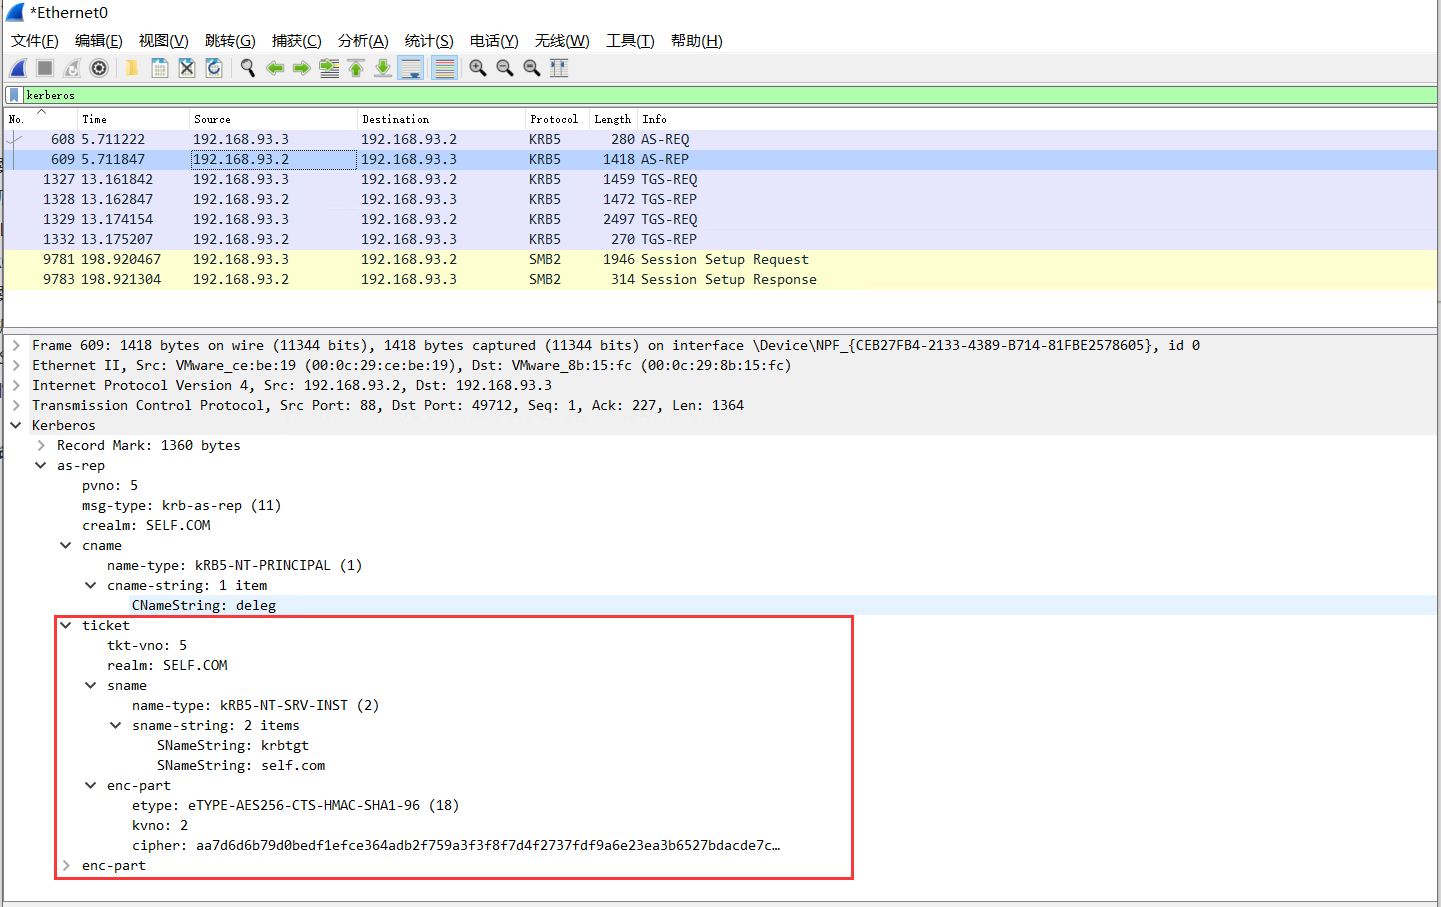 *Ethernet0
文件(F) 编辑(E) 视图(V) 跳转(G) 捕获(C) 分析(A) 统计(S) 电话(Y) 无线(W) 工具(T) 帮助(H)
kerberos
No. Time Source Destination Protocol Length Info
608 5.711222 192.168.93.3 192.168.93.2 KRB5 280 AS-REQ
609 5.711847 192.168.93.2 192.168.93.3 KRB5 1418 AS-REP
1327 13.161842 192.168.93.3 192.168.93.2 KRB5 1459 TGS-REQ
1328 13.162847 192.168.93.2 192.168.93.3 KRB5 1472 TGS-REP
1329 13.174154 192.168.93.3 192.168.93.2 KRB5 2497 TGS-REQ
1332 13.175207 192.168.93.2 192.168.93.3 KRB5 270 TGS-REP
9781 198.920467 192.168.93.3 192.168.93.2 SMB2 1946 Session Setup Request
9783 198.921304 192.168.93.2 192.168.93.3 SMB2 314 Session Setup Response
Frame 609: 1418 bytes on wire (11344 bits), 1418 bytes captured (11344 bits) on interface \Device\NPF_{CEB27FB4-2133-4389-B714-81FBE2578605}, id 0
Ethernet II, Src: VMware_ce:be:19 (00:0c:29:ce:be:19), Dst: VMware_8b:15:fc (00:0c:29:8b:15:fc)
Internet Protocol Version 4, Src: 192.168.93.2, Dst: 192.168.93.3
Transmission Control Protocol, Src Port: 88, Dst Port: 49712, Seq: 1, Ack: 227, Len: 1364
Kerberos
Record Mark: 1360 bytes
as-rep
pvno: 5
msg-type: krb-as-rep (11)
crealm: SELF.COM
cname
name-type: kRB5-NT-PRINCIPAL (1)
cname-string: 1 item
CNameString: deleg
ticket
tkt-vno: 5
realm: SELF.COM
sname
name-type: kRB5-NT-SRV-INST (2)
sname-string: 2 items
SNameString: krbtgt
SNameString: self.com
enc-part
etype: eTYPE-AES256-CTS-HMAC-SHA1-96 (18)
kvno: 2
cipher: aa7d6d6b79d0bedf1efce364adb2f759a3f3f8f7d4f2737fdf9a6e23ea3b6527bdacde7c…
enc-part